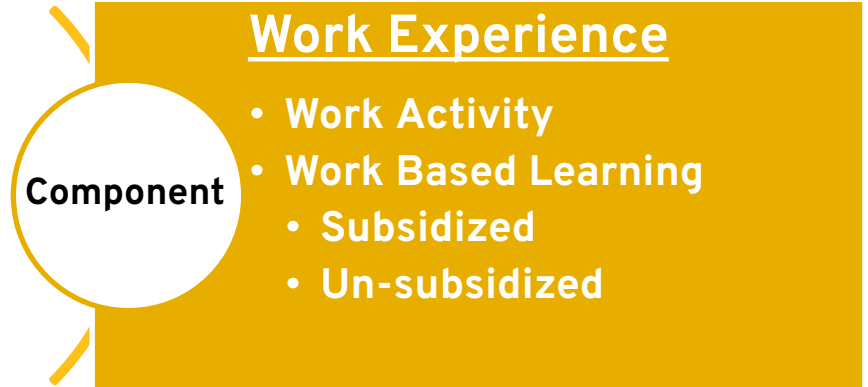 Work Experience
• Work Activity
• Work Based Learning
• Subsidized
• Un-subsidized
Component